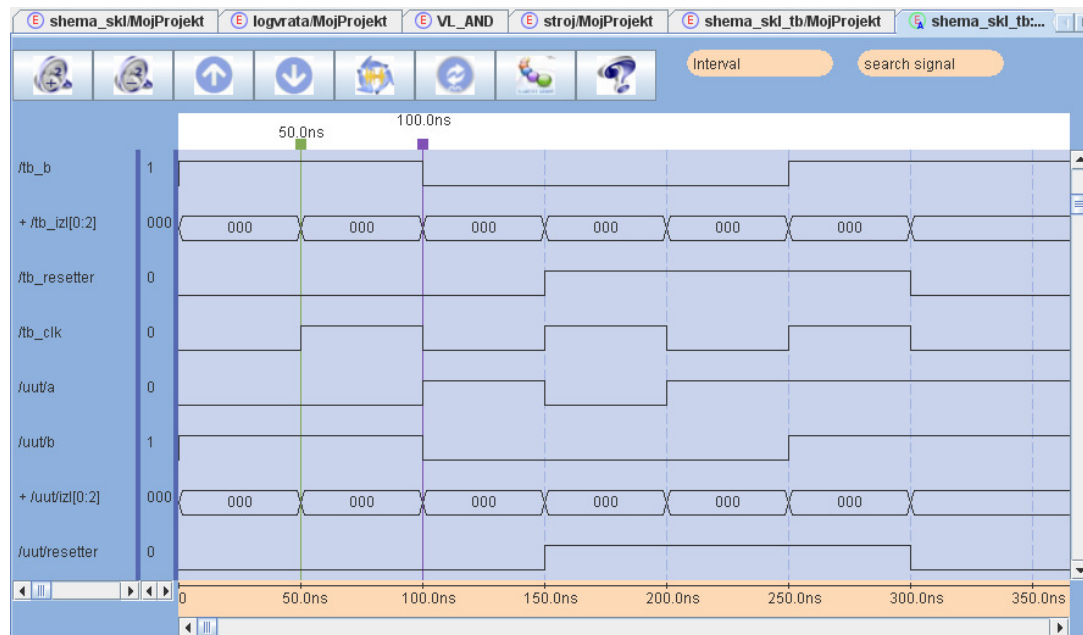 E shema_skl/MojProjekt E logvrata/MojProjekt E VL_AND E stroj/MojProjekt E shema_skl_tb/MojProjekt E A shema_skl_tb:...
Interval search signal
100.0ns
50.0ns
/tb_b 1
+ /tb_izl[0:2] 000 000 000 000 000 000 000
/tb_resetter 0
/tb_clk 0
/uut/a 0
/uut/b 1
+ /uut/izl[0:2] 000 000 000 000 000 000 000
/uut/resetter 0
0 50.0ns 100.0ns 150.0ns 200.0ns 250.0ns 300.0ns 350.0ns